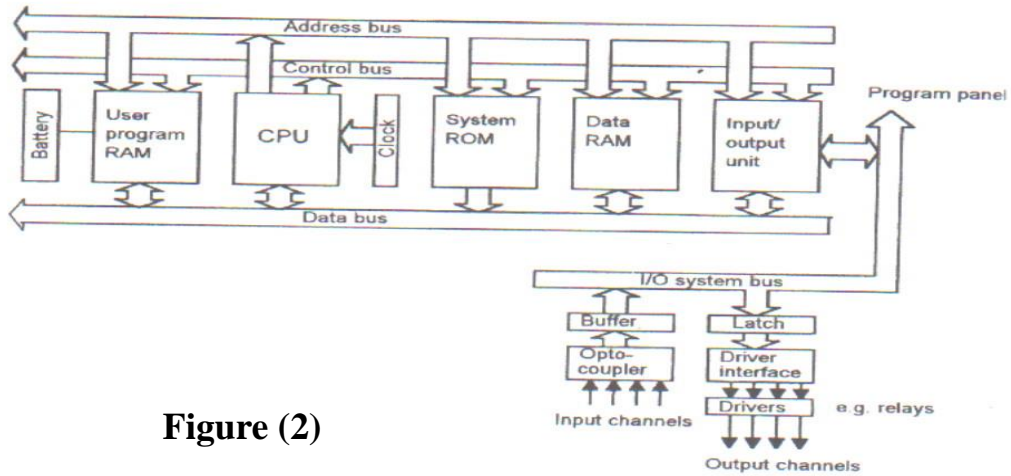 Address bus
Control bus
Program panel
Battery
User
program
RAM
CPU
Clock
System
ROM
Data
RAM
Input/
output
unit
Data bus
I/O system bus
Buffer
Latch
Opto-
coupler
Driver
interface
Input channels
Drivers
e.g. relays
Output channels
Figure (2)